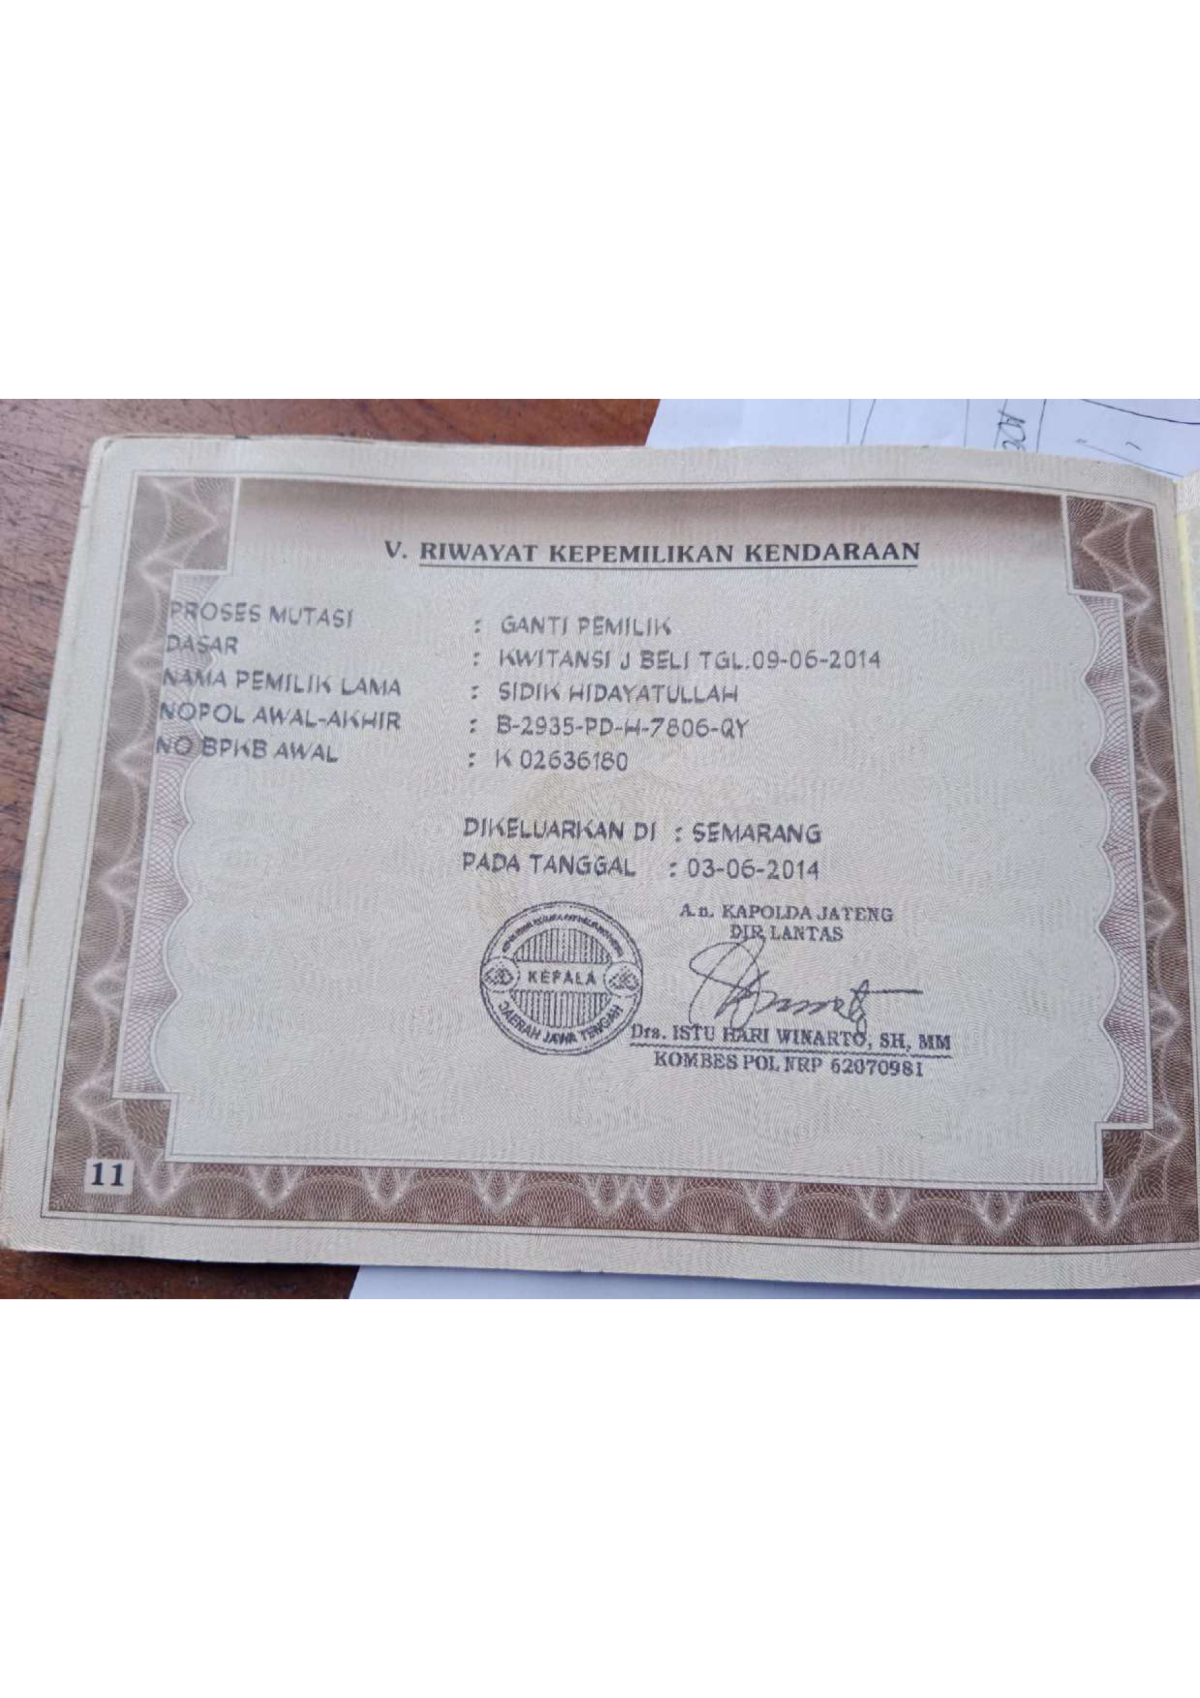 V. RIWAYAT KEPEMILIKAN KENDARAAN
PROSES MUTASI : GANTI PEMILIK
DASAR : KWITANSI J BELI TGL.09-06-2014
NAMA PEMILIK LAMA : SIDIK HIDAYATULLAH
NOPOL AWAL-AKHIR : B-2935-PD-H-7806-QY
NO BPKB AWAL : K 02636180
DIKELUARKAN DI : SEMARANG
PADA TANGGAL : 03-06-2014
A.n. KAPOLDA JATENG
DIR LANTAS
KEPALA
DAERAH JAWA TENGAH
Drs. ISTU HARI WINARTO, SH, MM
KOMBES POL NRP 62070981
11